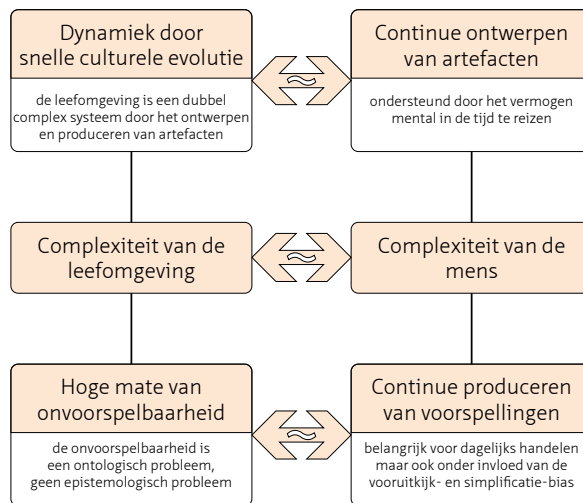 Dynamiek door
snelle culturele evolutie
de leefomgeving is een dubbel
complex systeem door het ontwerpen
en produceren van artefacten
≈
Continue ontwerpen
van artefacten
ondersteund door het vermogen
mental in de tijd te reizen
Complexiteit van de
leefomgeving
≈
Complexiteit van de
mens
Hoge mate van
onvoorspelbaarheid
de onvoorspelbaarheid is
een ontologisch probleem,
geen epistemologisch probleem
≈
Continue produceren
van voorspellingen
belangrijk voor dagelijks handelen
maar ook onder invloed van de
vooruitkijk- en simplificatie-bias